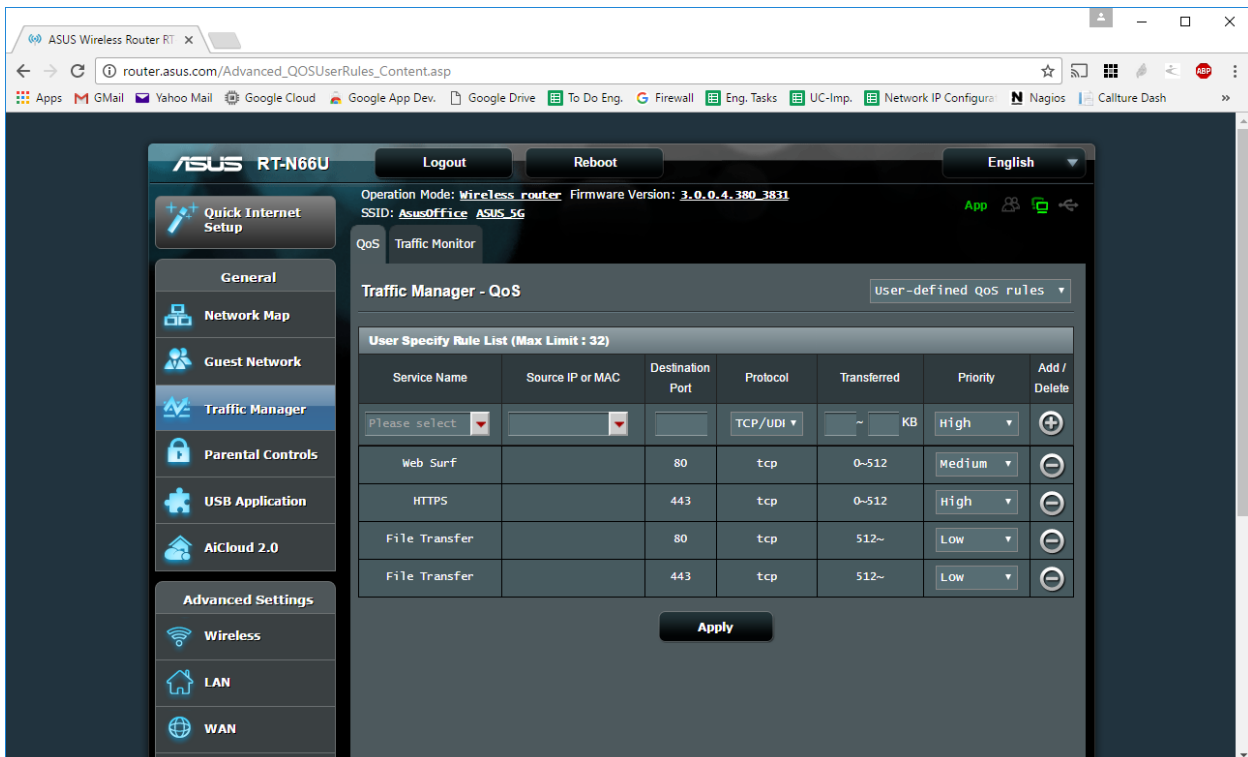 ASUS Wireless Router RT
router.asus.com/Advanced_QOSUserRules_Content.asp
ABP
Apps GMail Yahoo Mail Google Cloud Google App Dev. Google Drive To Do Eng. Firewall Eng. Tasks UC-Imp. Network IP Configura Nagios Callture Dash »
ASUS RT-N66U Logout Reboot English
Operation Mode: Wireless router Firmware Version: 3.0.0.4.380_3831
SSID: AsusOffice ASUS_5G
App
Quick Internet
Setup
General
Network Map
Guest Network
Traffic Manager
Parental Controls
USB Application
AiCloud 2.0
Advanced Settings
Wireless
LAN
WAN
QoS Traffic Monitor
Traffic Manager - QoS User-defined QoS rules
User Specify Rule List (Max Limit : 32)
Service Name Source IP or MAC Destination Port Protocol Transferred Priority Add / Delete
Please select TCP/UDI ~ KB High
Web Surf 80 tcp 0~512 Medium
HTTPS 443 tcp 0~512 High
File Transfer 80 tcp 512~ Low
File Transfer 443 tcp 512~ Low
Apply